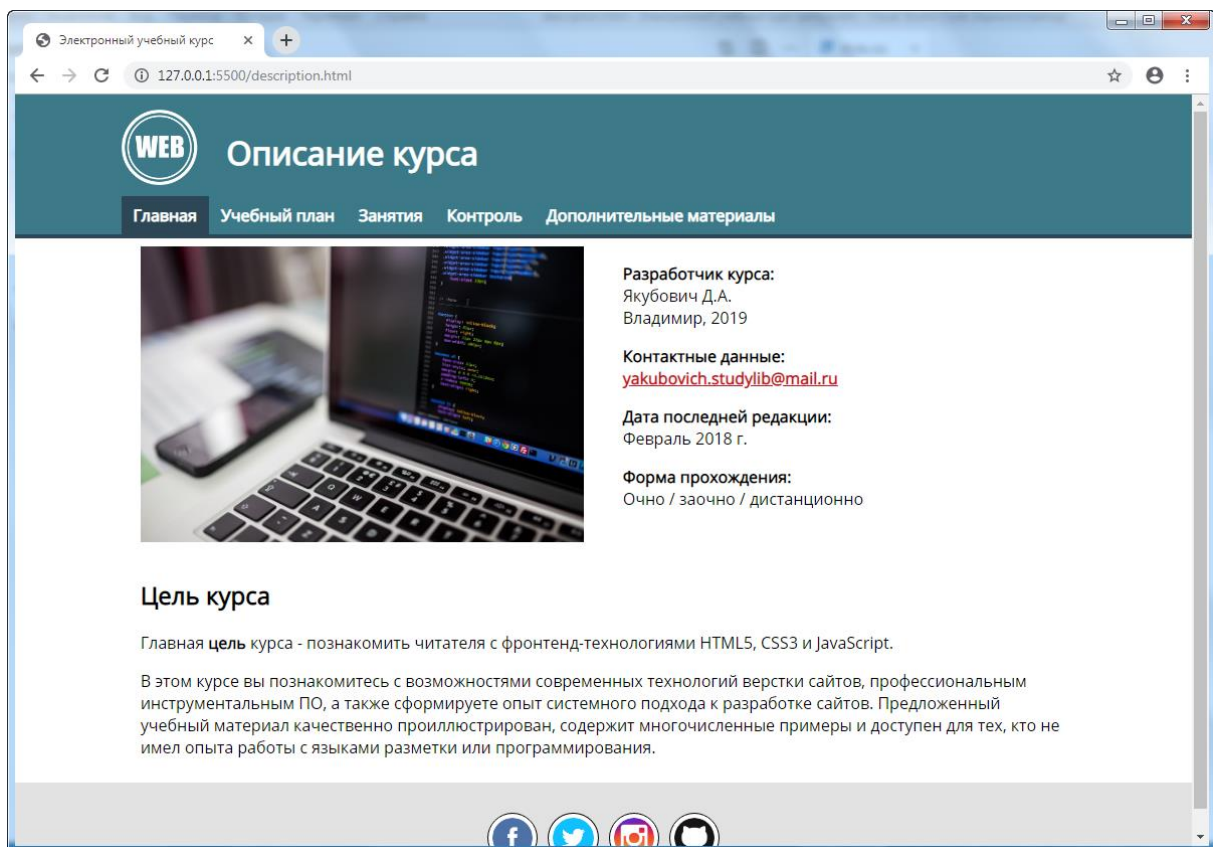 Электронный учебный курс
127.0.0.1:5500/description.html
WEB
Описание курса
Главная Учебный план Занятия Контроль Дополнительные материалы
Разработчик курса:
Якубович Д.А.
Владимир, 2019
Контактные данные:
yakubovich.studylib@mail.ru
Дата последней редакции:
Февраль 2018 г.
Форма прохождения:
Очно / заочно / дистанционно
Цель курса
Главная цель курса - познакомить читателя с фронтенд-технологиями HTML5, CSS3 и JavaScript.
В этом курсе вы познакомитесь с возможностями современных технологий верстки сайтов, профессиональным
инструментальным ПО, а также сформируете опыт системного подхода к разработке сайтов. Предложенный
учебный материал качественно проиллюстрирован, содержит многочисленные примеры и доступен для тех, кто не
имел опыта работы с языками разметки или программирования.